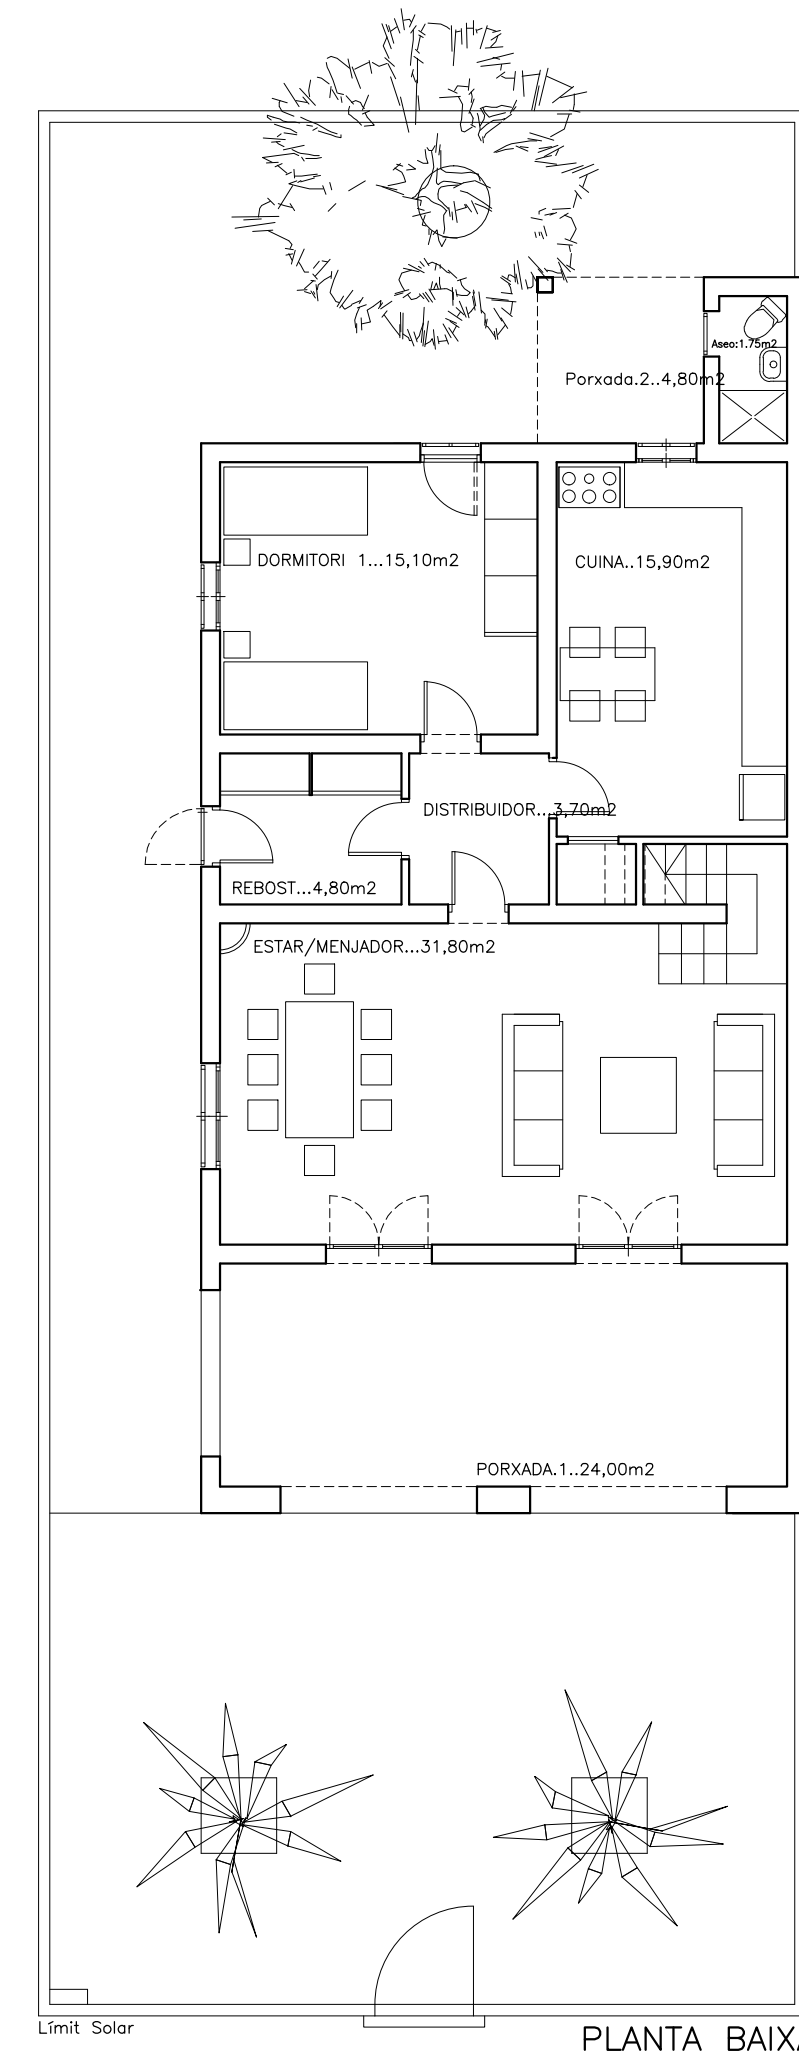 Aseo:1.75m2
Porxada.2..4,80m2
DORMITORI 1...15,10m2
CUINA..15,90m2
DISTRIBUIDOR...3,70m2
REBOST...4,80m2
ESTAR/MENJADOR...31,80m2
PORXADA.1..24,00m2
Límit Solar
PLANTA BAIXA